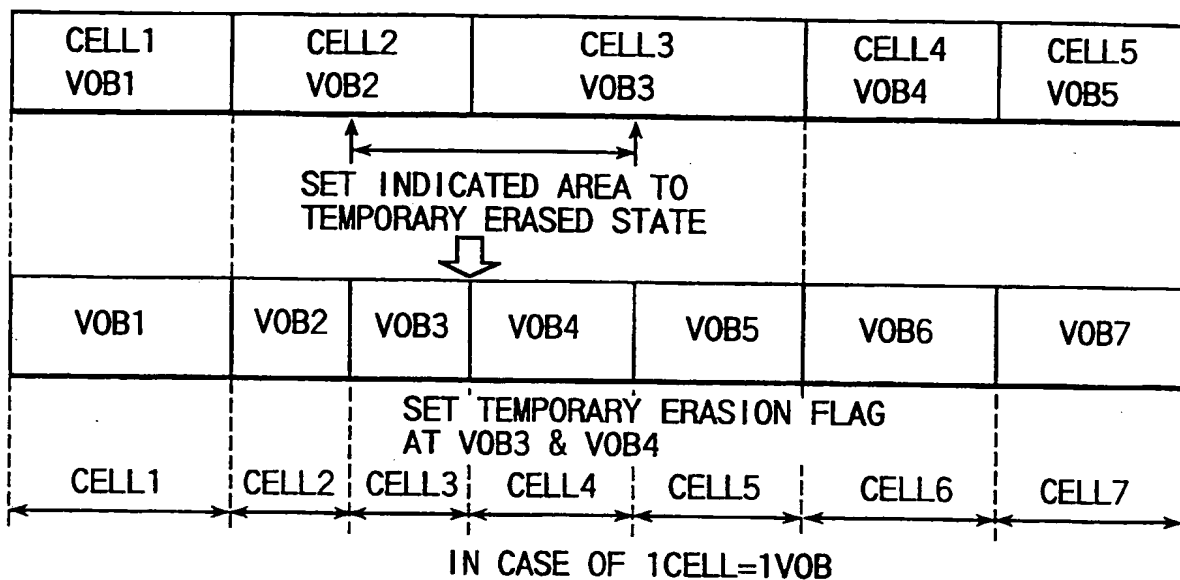 CELL1 CELL2 CELL3 CELL4 CELL5
VOB1 VOB2 VOB3 VOB4 VOB5
SET INDICATED AREA TO
TEMPORARY ERASED STATE
VOB1 VOB2 VOB3 VOB4 VOB5 VOB6 VOB7
SET TEMPORARY ERASION FLAG
AT VOB3 & VOB4
CELL1 CELL2 CELL3 CELL4 CELL5 CELL6 CELL7
IN CASE OF 1CELL=1VOB